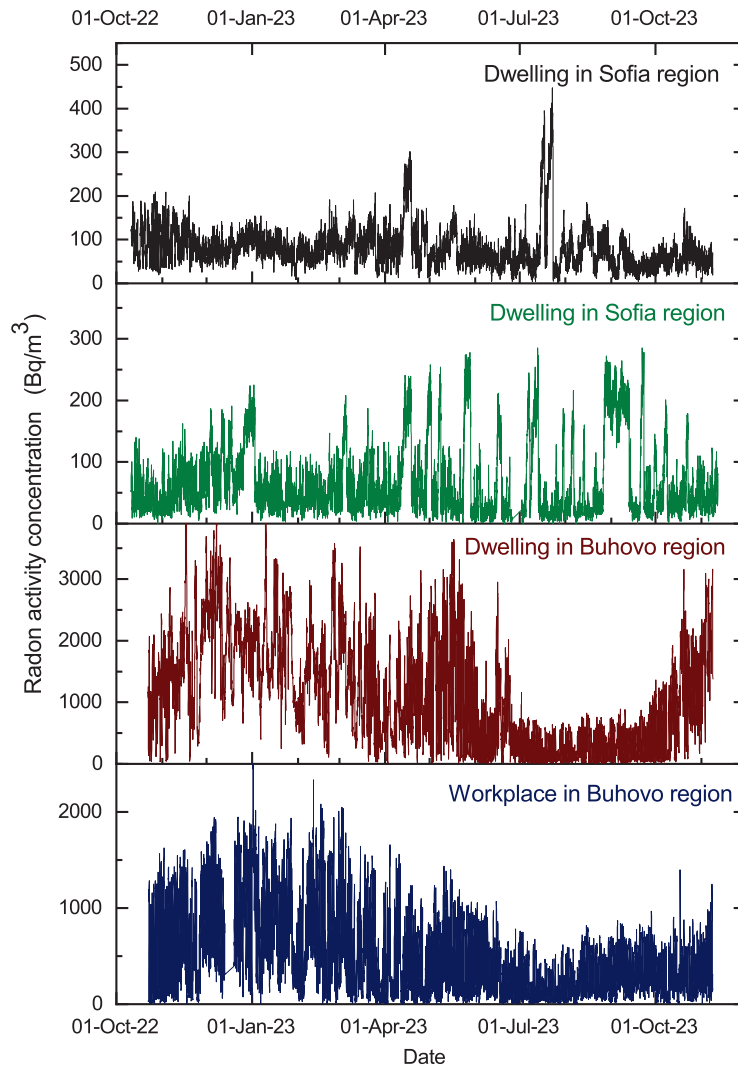 01-Oct-22 01-Jan-23 01-Apr-23 01-Jul-23 01-Oct-23
Dwelling in Sofia region
500
400
300
200
100
0
Dwelling in Sofia region
300
200
100
0
Radon activity concentration (Bq/m³)
Dwelling in Buhovo region
3000
2000
1000
0
Workplace in Buhovo region
2000
1000
0
01-Oct-22 01-Jan-23 01-Apr-23 01-Jul-23 01-Oct-23
Date